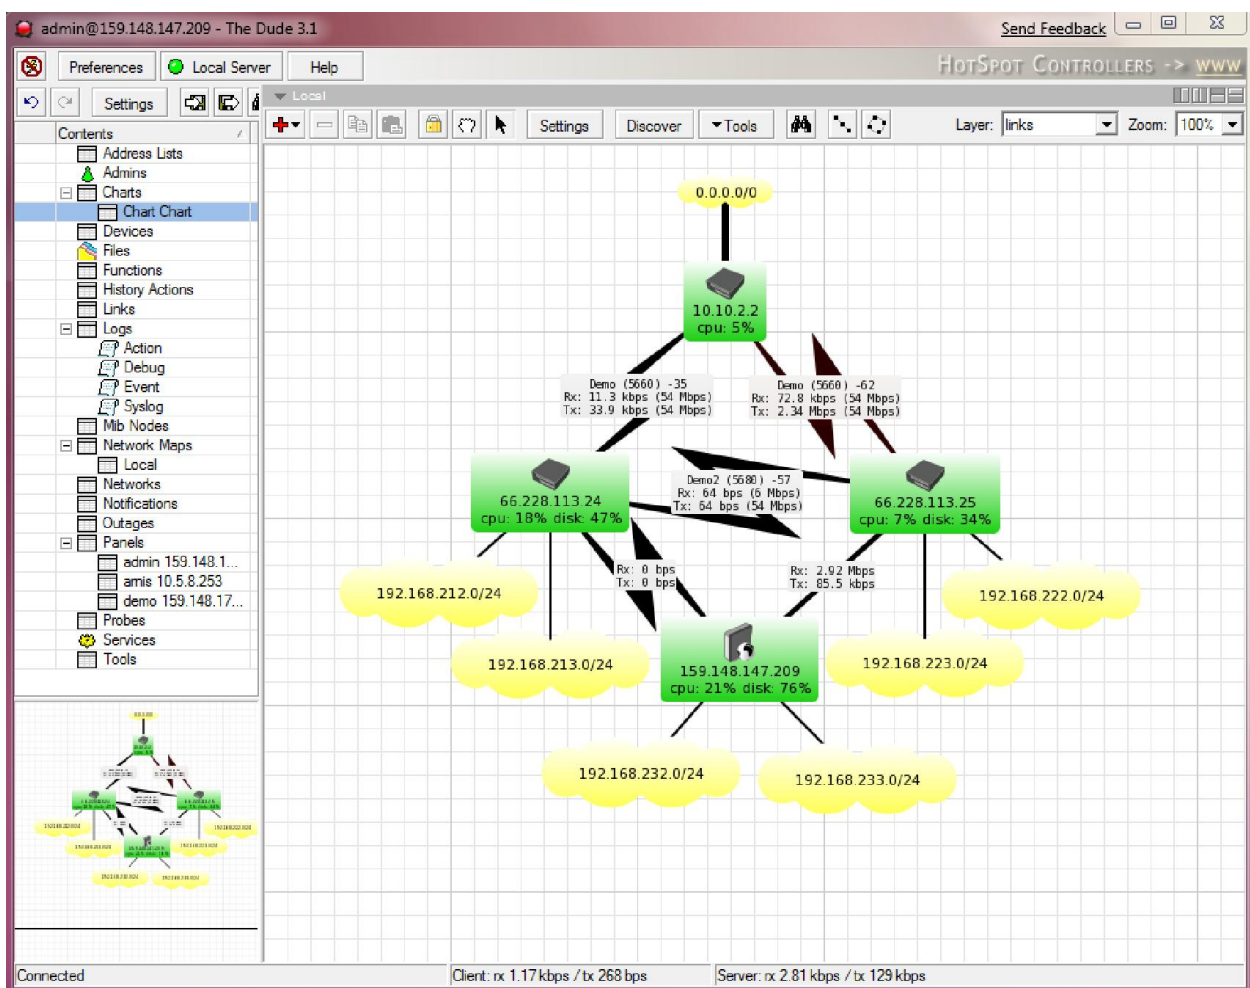 admin@159.148.147.209 - The Dude 3.1
Send Feedback
Preferences
Local Server
Help
HotSpot Controllers -> www
Settings
Local
Contents
Settings
Discover
Tools
Layer:
links
Zoom:
100%
Address Lists
Admins
Charts
Chart Chart
Devices
Files
Functions
History Actions
Links
Logs
Action
Debug
Event
Syslog
Mib Nodes
Network Maps
Local
Networks
Notifications
Outages
Panels
admin 159.148.1...
amis 10.5.8.253
demo 159.148.17...
Probes
Services
Tools
0.0.0.0/0
10.10.2.2
cpu: 5%
Demo (5660) -35
Rx: 11.3 kbps (54 Mbps)
Tx: 33.9 kbps (54 Mbps)
Demo (5660) -62
Rx: 72.8 kbps (54 Mbps)
Tx: 2.34 Mbps (54 Mbps)
66.228.113.24
cpu: 18% disk: 47%
Demo2 (5680) -57
Rx: 64 bps (6 Mbps)
Tx: 64 bps (54 Mbps)
66.228.113.25
cpu: 7% disk: 34%
Rx: 0 bps
Tx: 0 bps
Rx: 2.92 Mbps
Tx: 85.5 kbps
192.168.212.0/24
192.168.222.0/24
192.168.213.0/24
159.148.147.209
cpu: 21% disk: 76%
192.168.223.0/24
192.168.232.0/24
192.168.233.0/24
Connected
Client: rx 1.17 kbps / tx 268 bps
Server: rx 2.81 kbps / tx 129 kbps